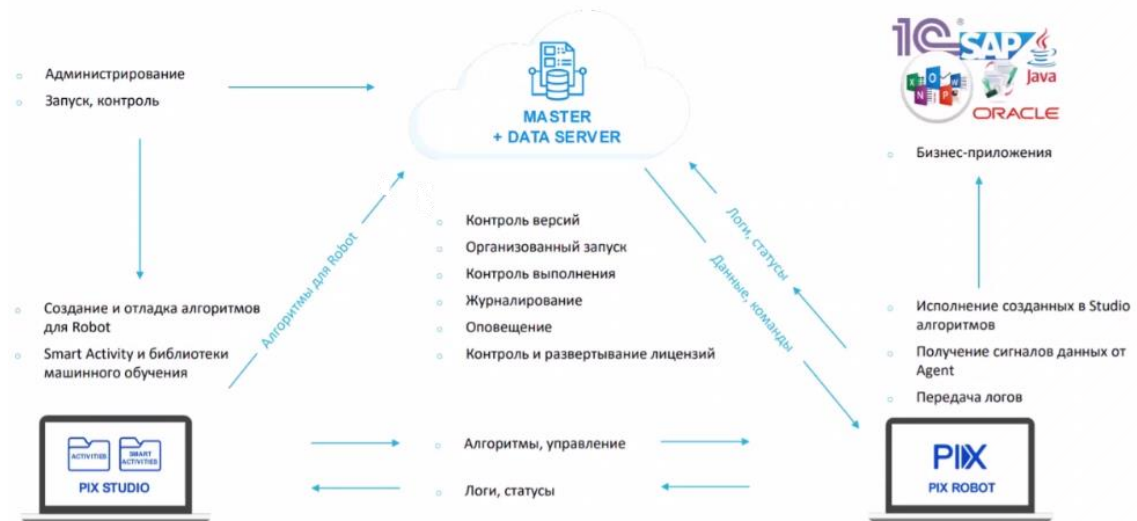 Администрирование
Запуск, контроль
MASTER
+ DATA SERVER
1C
SAP
Java
X O W
N P
ORACLE
Бизнес-приложения
Алгоритмы для Robot
Контроль версий
Организованный запуск
Контроль выполнения
Журналирование
Оповещение
Контроль и развертывание лицензий
Логи, статусы
Данные, команды
Создание и отладка алгоритмов
для Robot
Smart Activity и библиотеки
машинного обучения
Исполнение созданных в Studio
алгоритмов
Получение сигналов данных от
Agent
Передача логов
ACTIVITIES
SMART
ACTIVITIES
PIX STUDIO
Алгоритмы, управление
Логи, статусы
PIX
PIX ROBOT